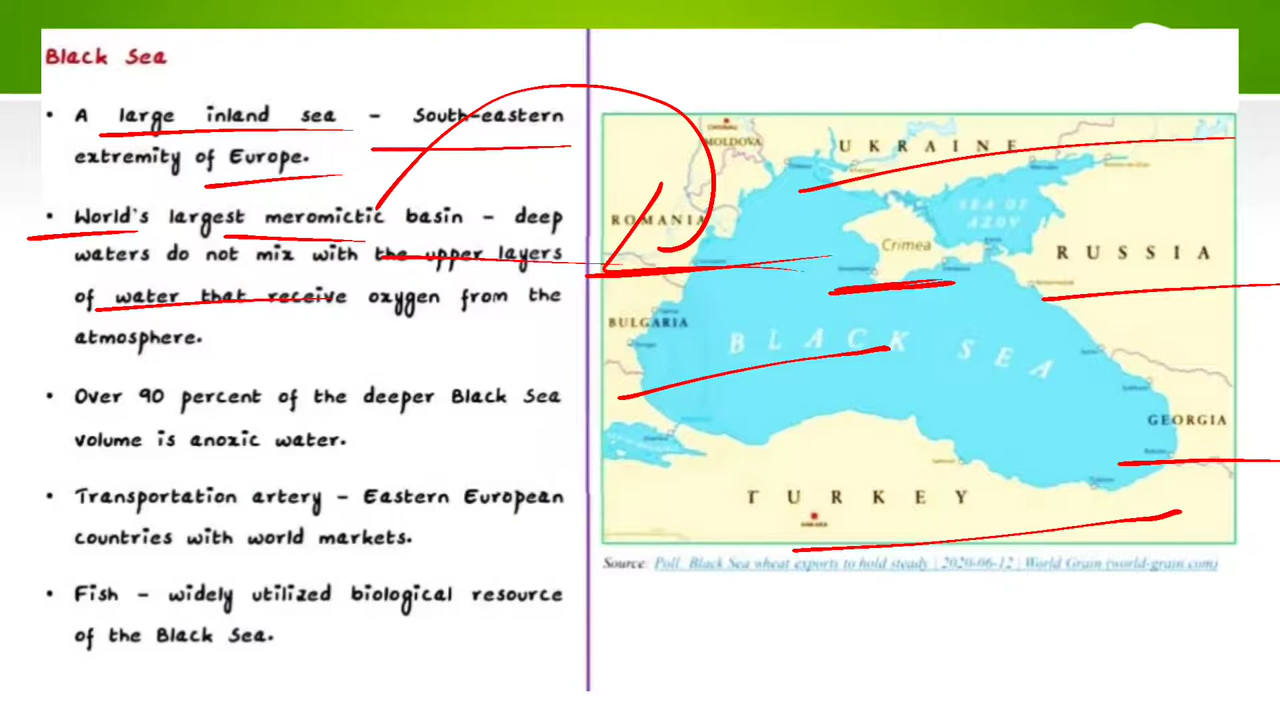 Black Sea
• A large inland sea – South-eastern
extremity of Europe.
• World's largest meromictic basin – deep
waters do not mix with the upper layers
of water that receive oxygen from the
atmosphere.
• Over 90 percent of the deeper Black Sea
volume is anoxic water.
• Transportation artery – Eastern European
countries with world markets.
• Fish – widely utilized biological resource
of the Black Sea.
MOLDOVA
UKRAINE
ROMANIA
SEA OF
AZOV
Crimea
RUSSIA
BULGARIA
BLACK SEA
GEORGIA
TURKEY
ANKARA
Source: Poll: Black Sea wheat exports to hold steady | 2020-06-12 | World Grain (world-grain.com)